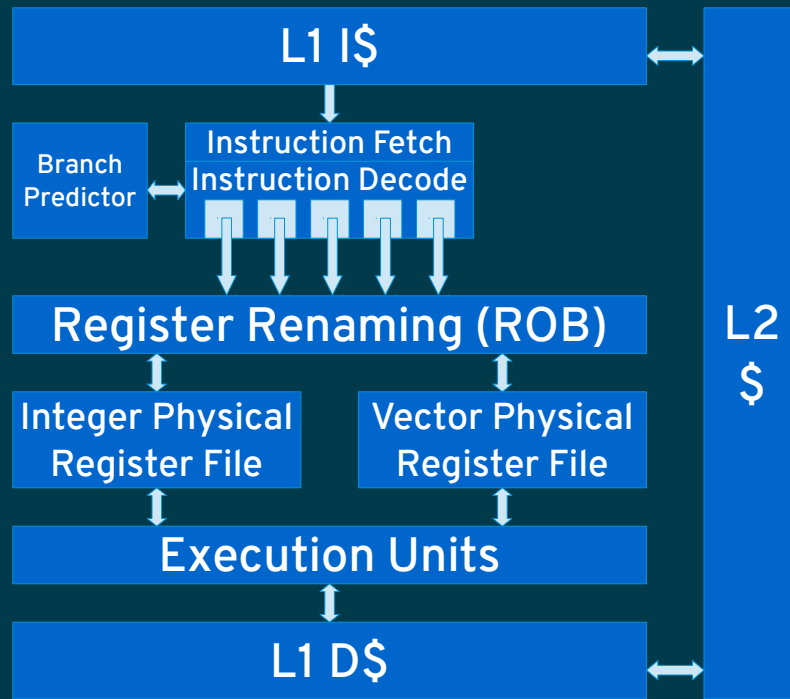 L1 I$
Branch
Predictor
Instruction Fetch
Instruction Decode
Register Renaming (ROB)
Integer Physical
Register File
Vector Physical
Register File
Execution Units
L1 D$
L2
$